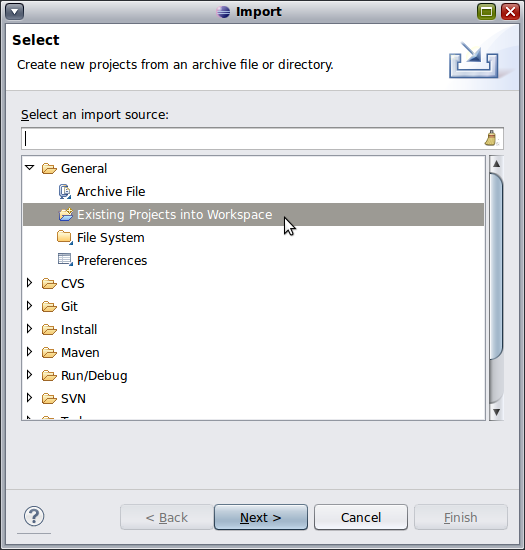 Import
Select
Create new projects from an archive file or directory.
Select an import source:
General
Archive File
Existing Projects into Workspace
File System
Preferences
CVS
Git
Install
Maven
Run/Debug
SVN
< Back
Next >
Cancel
Finish